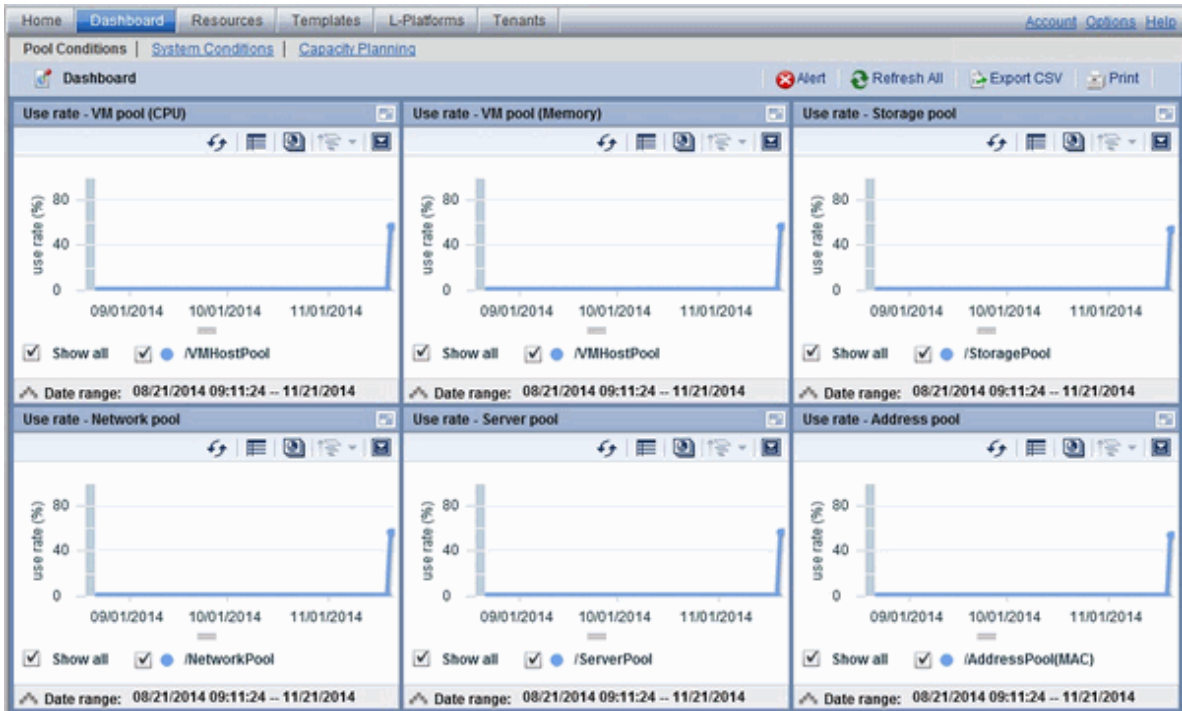 Home Dashboard Resources Templates L-Platforms Tenants Account Options Help
Pool Conditions | System Conditions | Capacity Planning
Dashboard Alert Refresh All Export CSV Print
Use rate - VM pool (CPU)
use rate (%)
80
40
0
09/01/2014 10/01/2014 11/01/2014
Show all /VMHostPool
Date range: 08/21/2014 09:11:24 -- 11/21/2014
Use rate - VM pool (Memory)
use rate (%)
80
40
0
09/01/2014 10/01/2014 11/01/2014
Show all /VMHostPool
Date range: 08/21/2014 09:11:24 -- 11/21/2014
Use rate - Storage pool
use rate (%)
80
40
0
09/01/2014 10/01/2014 11/01/2014
Show all /StoragePool
Date range: 08/21/2014 09:11:24 -- 11/21/2014
Use rate - Network pool
use rate (%)
80
40
0
09/01/2014 10/01/2014 11/01/2014
Show all /NetworkPool
Date range: 08/21/2014 09:11:24 -- 11/21/2014
Use rate - Server pool
use rate (%)
80
40
0
09/01/2014 10/01/2014 11/01/2014
Show all /ServerPool
Date range: 08/21/2014 09:11:24 -- 11/21/2014
Use rate - Address pool
use rate (%)
80
40
0
09/01/2014 10/01/2014 11/01/2014
Show all /AddressPool(MAC)
Date range: 08/21/2014 09:11:24 -- 11/21/2014